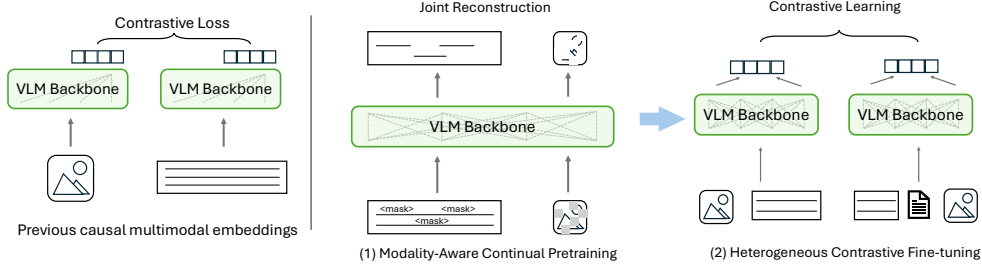 Contrastive Loss
VLM Backbone
VLM Backbone
Previous causal multimodal embeddings
Joint Reconstruction
VLM Backbone
<mask> <mask>
<mask>
(1) Modality-Aware Continual Pretraining
Contrastive Learning
VLM Backbone
VLM Backbone
(2) Heterogeneous Contrastive Fine-tuning